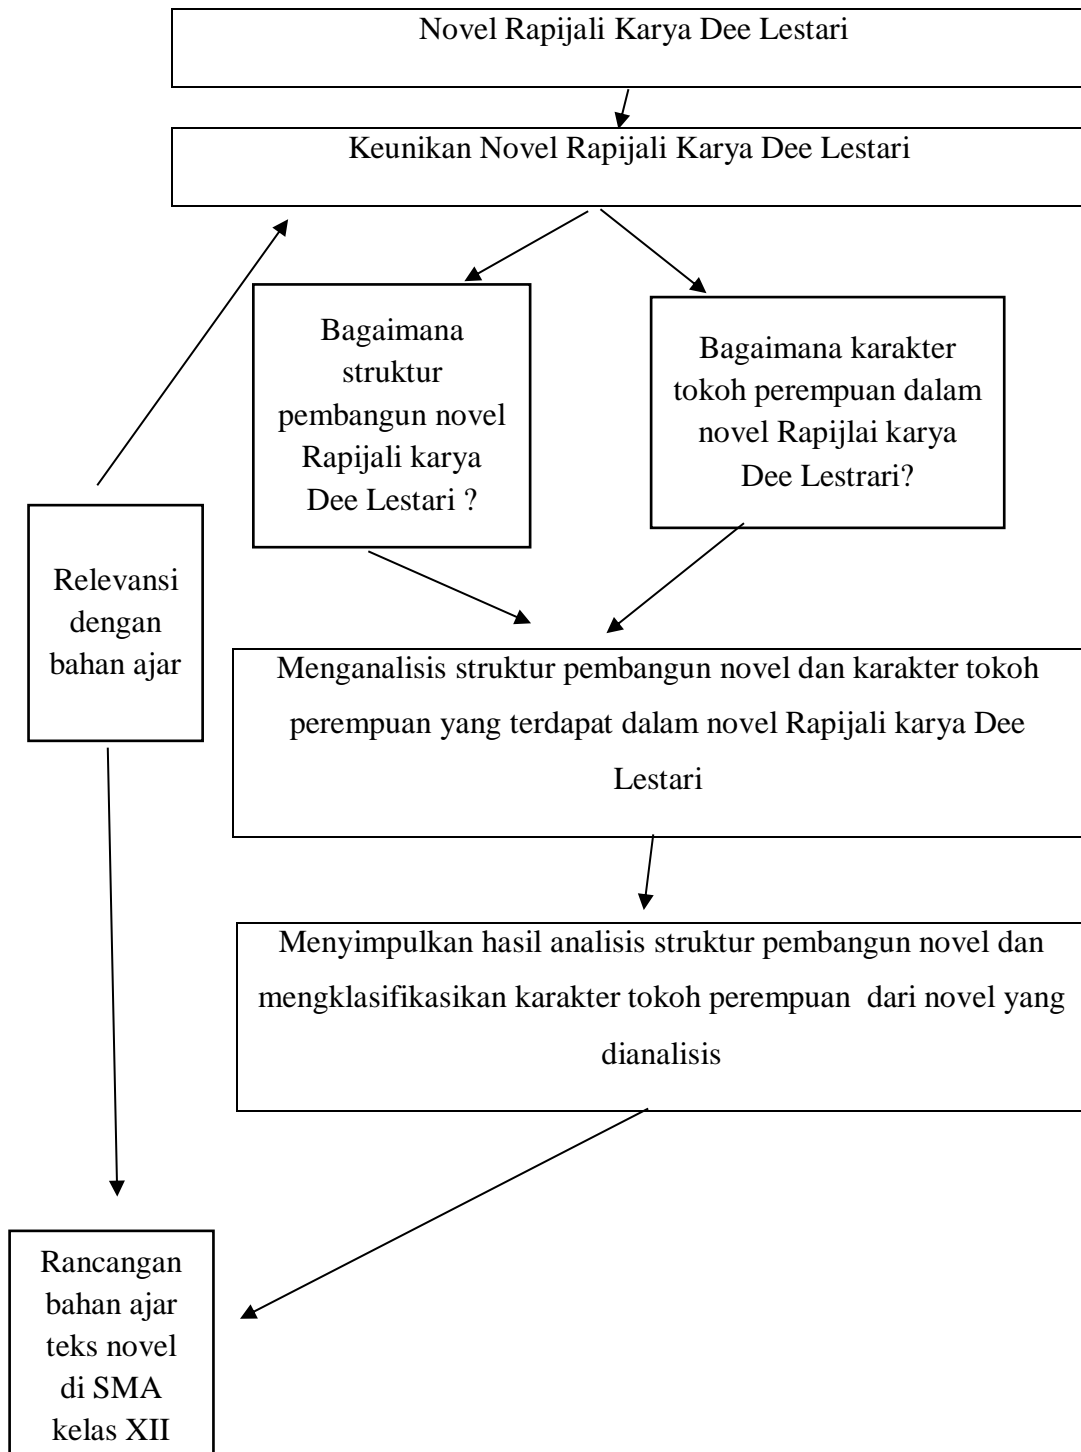 Novel Rapijali Karya Dee Lestari
Keunikan Novel Rapijali Karya Dee Lestari
Bagaimana
struktur
pembangun novel
Rapijali karya
Dee Lestari ?
Bagaimana karakter
tokoh perempuan dalam
novel Rapijlai karya
Dee Lestrari?
Relevansi
dengan
bahan ajar
Menganalisis struktur pembangun novel dan karakter tokoh
perempuan yang terdapat dalam novel Rapijali karya Dee
Lestari
Menyimpulkan hasil analisis struktur pembangun novel dan
mengklasifikasikan karakter tokoh perempuan  dari novel yang
dianalisis
Rancangan
bahan ajar
teks novel
di SMA
kelas XII